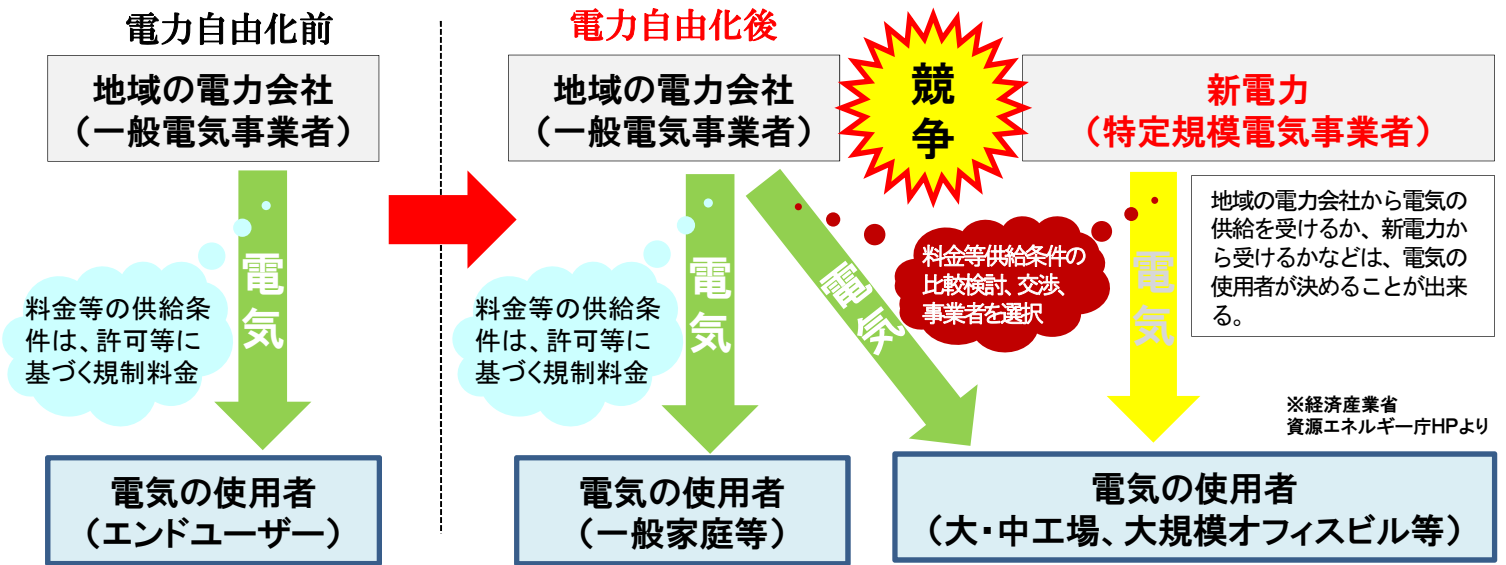 電力自由化前
地域の電力会社
（一般電気事業者）
電気
料金等の供給条
件は、許可等に
基づく規制料金
電気の使用者
（エンドユーザー）
電力自由化後
地域の電力会社
（一般電気事業者）
競争
新電力
（特定規模電気事業者）
電気
料金等の供給条
件は、許可等に
基づく規制料金
電気
料金等供給条件の
比較検討、交渉、
事業者を選択
電気
地域の電力会社から電気の
供給を受けるか、新電力か
ら受けるかなどは、電気の
使用者が決めることが出来
る。
※経済産業省
資源エネルギー庁HPより
電気の使用者
（一般家庭等）
電気の使用者
（大・中工場、大規模オフィスビル等）